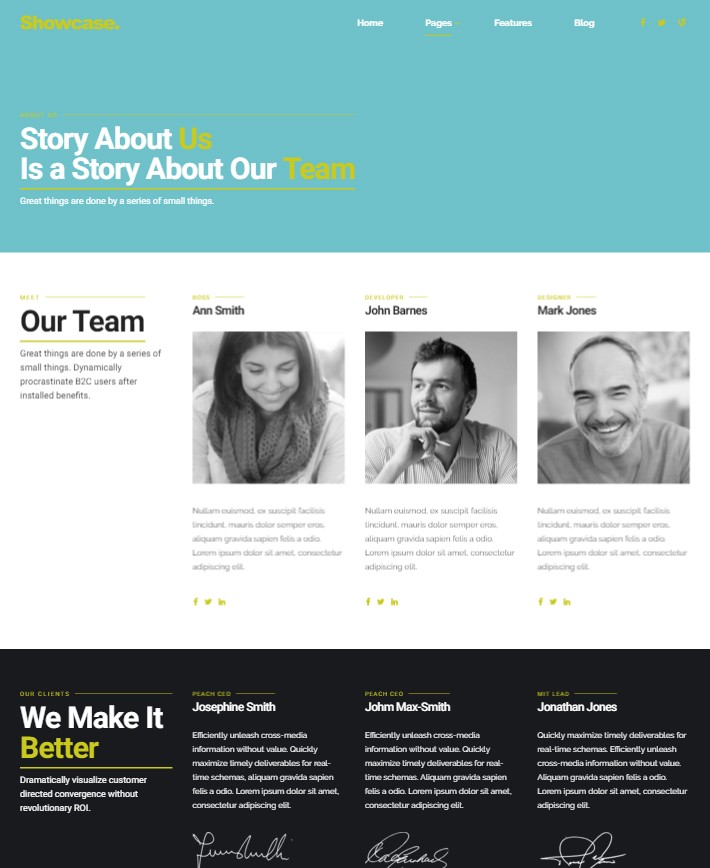 Showcase.
Home Pages Features Blog
ABOUT US
Story About Us
Is a Story About Our Team
Great things are done by a series of small things.
MEET
Our Team
Great things are done by a series of
small things. Dynamically
procrastinate B2C users after
installed benefits.
BOSS
Ann Smith
Nullam euismod, ex suscipit facilisis
tincidunt, mauris dolor semper eros,
aliquam gravida sapien felis a odio.
Lorem ipsum dolor sit amet, consectetur
adipiscing elit.
DEVELOPER
John Barnes
Nullam euismod, ex suscipit facilisis
tincidunt, mauris dolor semper eros,
aliquam gravida sapien felis a odio.
Lorem ipsum dolor sit amet, consectetur
adipiscing elit.
DESIGNER
Mark Jones
Nullam euismod, ex suscipit facilisis
tincidunt, mauris dolor semper eros,
aliquam gravida sapien felis a odio.
Lorem ipsum dolor sit amet, consectetur
adipiscing elit.
OUR CLIENTS
We Make It
Better
Dramatically visualize customer
directed convergence without
revolutionary ROI.
PEACH CEO
Josephine Smith
Efficiently unleash cross-media
information without value. Quickly
maximize timely deliverables for real-
time schemas, aliquam gravida sapien
felis a odio. Lorem ipsum dolor sit amet,
consectetur adipiscing elit.
PEACH CEO
Johm Max-Smith
Efficiently unleash cross-media
information without value. Quickly
maximize timely deliverables for real-
time schemas. Aliquam gravida sapien
felis a odio. Lorem ipsum dolor sit amet,
consectetur adipiscing elit.
MIT LEAD
Jonathan Jones
Quickly maximize timely deliverables for
real-time schemas. Efficiently unleash
cross-media information without value.
Aliquam gravida sapien felis a odio.
Lorem ipsum dolor sit amet, consectetur
adipiscing elit.